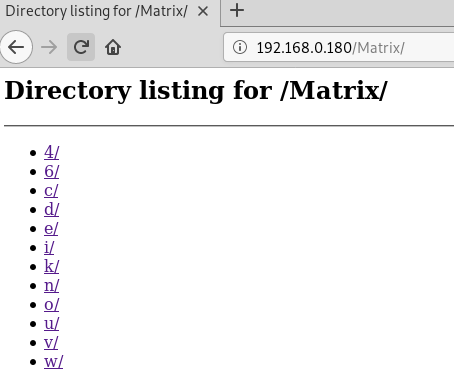 Directory listing for /Matrix/
192.168.0.180/Matrix/
Directory listing for /Matrix/
4/
6/
c/
d/
e/
i/
k/
n/
o/
u/
v/
w/